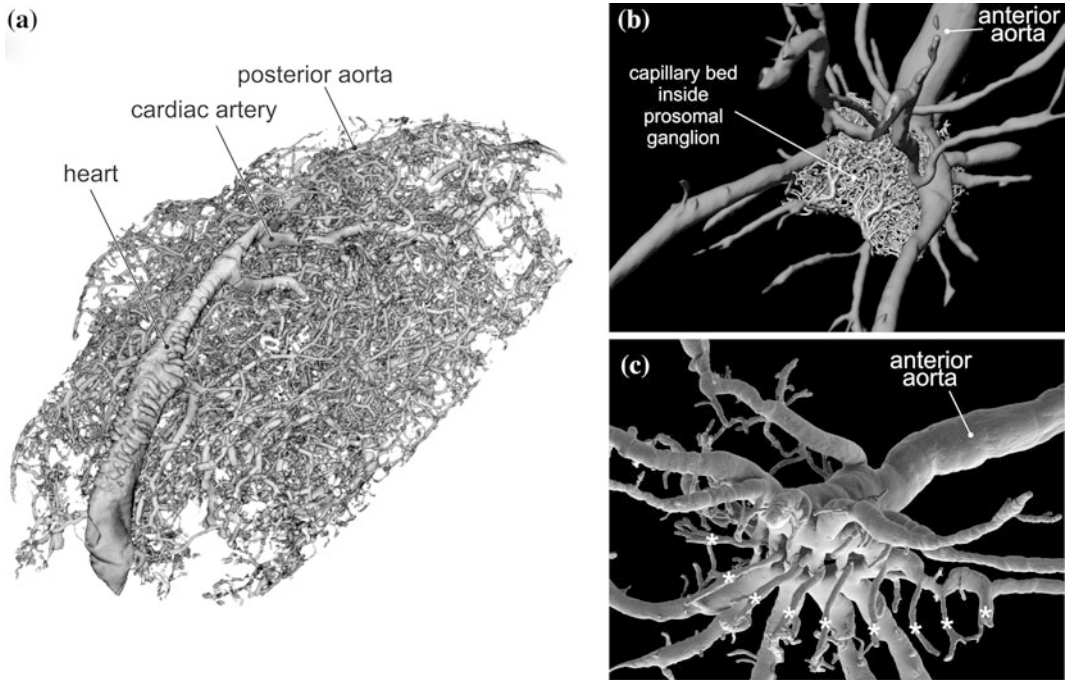 (a)
posterior aorta
cardiac artery
heart
(b)
anterior
aorta
capillary bed
inside
prosomal
ganglion
(c)
anterior
aorta
*
*
*
*
*
*
*
*
*